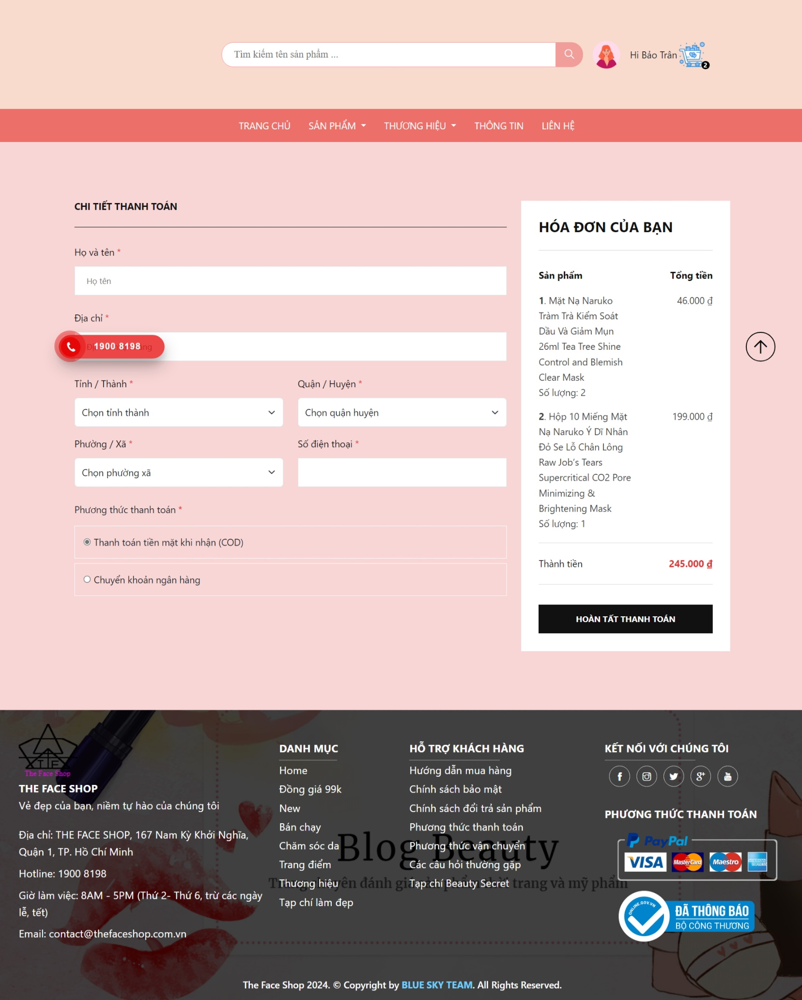 Tìm kiếm tên sản phẩm ...
Hi Bảo Trân
2
TRANG CHỦ SẢN PHẨM THƯƠNG HIỆU THÔNG TIN LIÊN HỆ
CHI TIẾT THANH TOÁN
Họ và tên *
Họ tên
Địa chỉ *
1900 8198
Tỉnh / Thành *
Quận / Huyện *
Chọn tỉnh thành
Chọn quận huyện
Phường / Xã *
Số điện thoại *
Chọn phường xã
Phương thức thanh toán *
Thanh toán tiền mặt khi nhận (COD)
Chuyển khoản ngân hàng
HÓA ĐƠN CỦA BẠN
Sản phẩm Tổng tiền
1. Mặt Nạ Naruko 46.000 ₫
Tràm Trà Kiểm Soát
Dầu Và Giảm Mụn
26ml Tea Tree Shine
Control and Blemish
Clear Mask
Số lượng: 2
2. Hộp 10 Miếng Mặt 199.000 ₫
Nạ Naruko Ý Dĩ Nhân
Đỏ Se Lỗ Chân Lông
Raw Job’s Tears
Supercritical CO2 Pore
Minimizing &
Brightening Mask
Số lượng: 1
Thành tiền 245.000 ₫
HOÀN TẤT THANH TOÁN
TF
The Face Shop
THE FACE SHOP
Vẻ đẹp của bạn, niềm tự hào của chúng tôi
Địa chỉ: THE FACE SHOP, 167 Nam Kỳ Khởi Nghĩa,
Quận 1, TP. Hồ Chí Minh
Hotline: 1900 8198
Giờ làm việc: 8AM - 5PM (Thứ 2- Thứ 6, trừ các ngày
lễ, tết)
Email: contact@thefaceshop.com.vn
DANH MỤC
Home
Đồng giá 99k
New
Bán chạy
Chăm sóc da
Trang điểm
Thương hiệu
Tạp chí làm đẹp
HỖ TRỢ KHÁCH HÀNG
Hướng dẫn mua hàng
Chính sách bảo mật
Chính sách đổi trả sản phẩm
Phương thức thanh toán
Phương thức vận chuyển
Các câu hỏi thường gặp
Tạp chí Beauty Secret
Blog Beauty
KẾT NỐI VỚI CHÚNG TÔI
PHƯƠNG THỨC THANH TOÁN
PayPal
VISA MasterCard Maestro AMERICAN EXPRESS
ONLINE.GOV.VN
ĐÃ THÔNG BÁO
BỘ CÔNG THƯƠNG
The Face Shop 2024. © Copyright by BLUE SKY TEAM. All Rights Reserved.